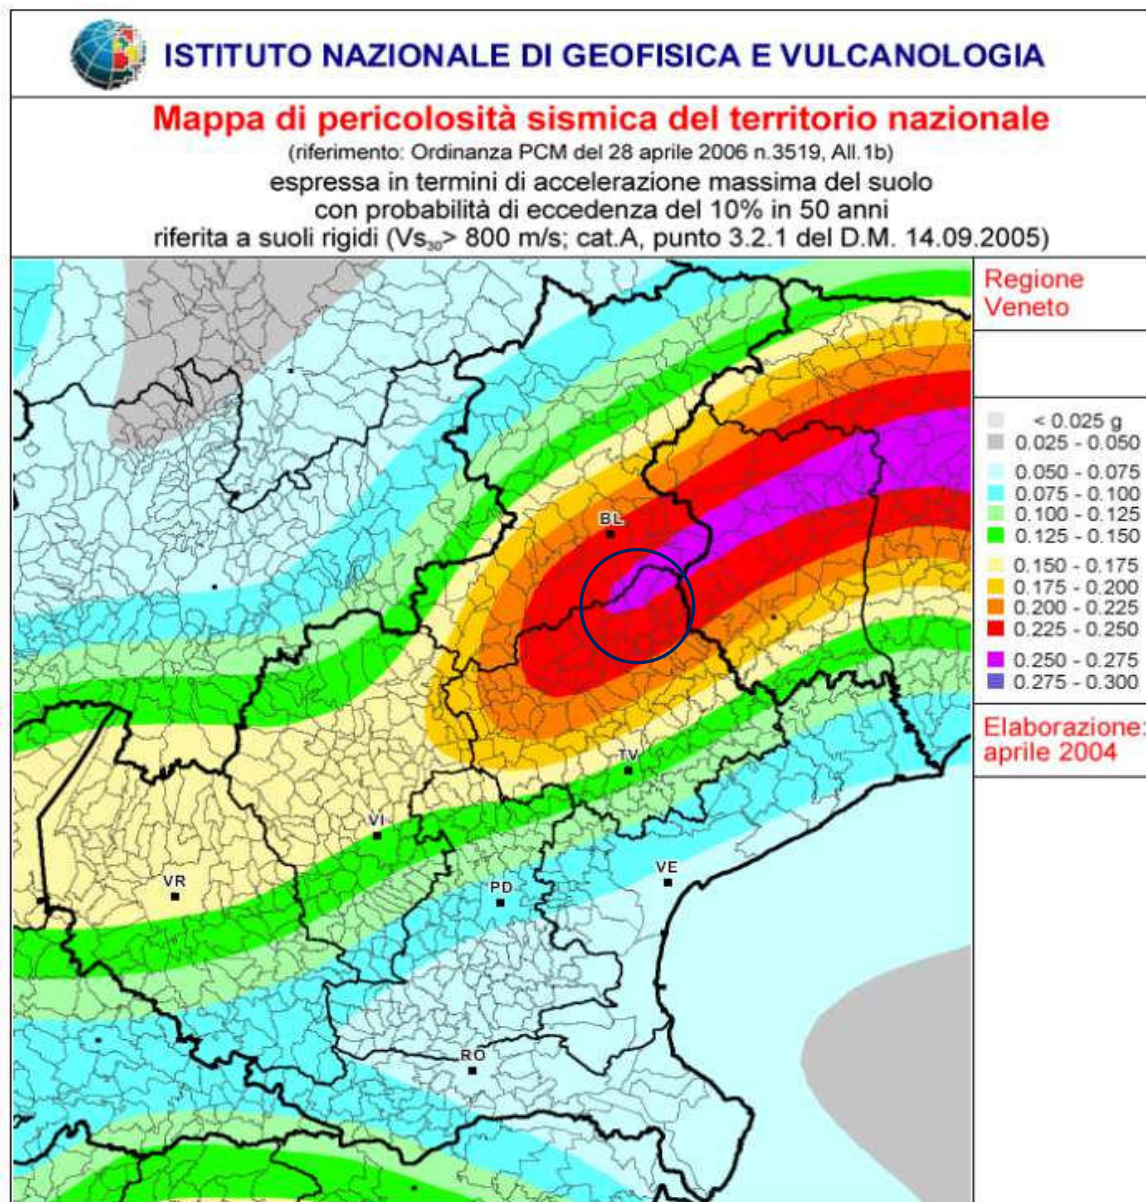 ISTITUTO NAZIONALE DI GEOFISICA E VULCANOLOGIA
Mappa di pericolosità sismica del territorio nazionale
(riferimento: Ordinanza PCM del 28 aprile 2006 n.3519, All.1b)
espressa in termini di accelerazione massima del suolo
con probabilità di eccedenza del 10% in 50 anni
riferita a suoli rigidi (Vs₃₀> 800 m/s; cat.A, punto 3.2.1 del D.M. 14.09.2005)
Regione
Veneto
< 0.025 g
0.025 - 0.050
0.050 - 0.075
0.075 - 0.100
0.100 - 0.125
0.125 - 0.150
0.150 - 0.175
0.175 - 0.200
0.200 - 0.225
0.225 - 0.250
0.250 - 0.275
0.275 - 0.300
Elaborazione:
aprile 2004
BL
TV
VI
VE
VR
PD
RO